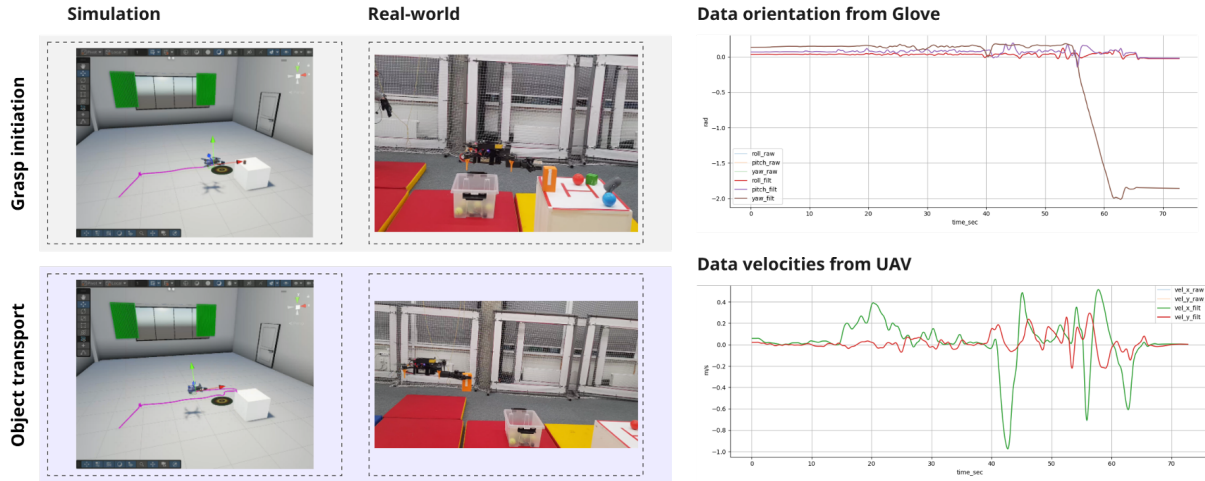 Simulation
Real-world
Grasp initiation
Object transport
Data orientation from Glove
rad
0.0
−0.5
−1.0
−1.5
−2.0
roll_raw
pitch_raw
yaw_raw
roll_filt
pitch_filt
yaw_filt
0 10 20 30 40 50 60 70
time_sec
Data velocities from UAV
m/s
0.4
0.2
0.0
−0.2
−0.4
−0.6
−0.8
−1.0
vel_x_raw
vel_y_raw
vel_x_filt
vel_y_filt
0 10 20 30 40 50 60 70
time_sec